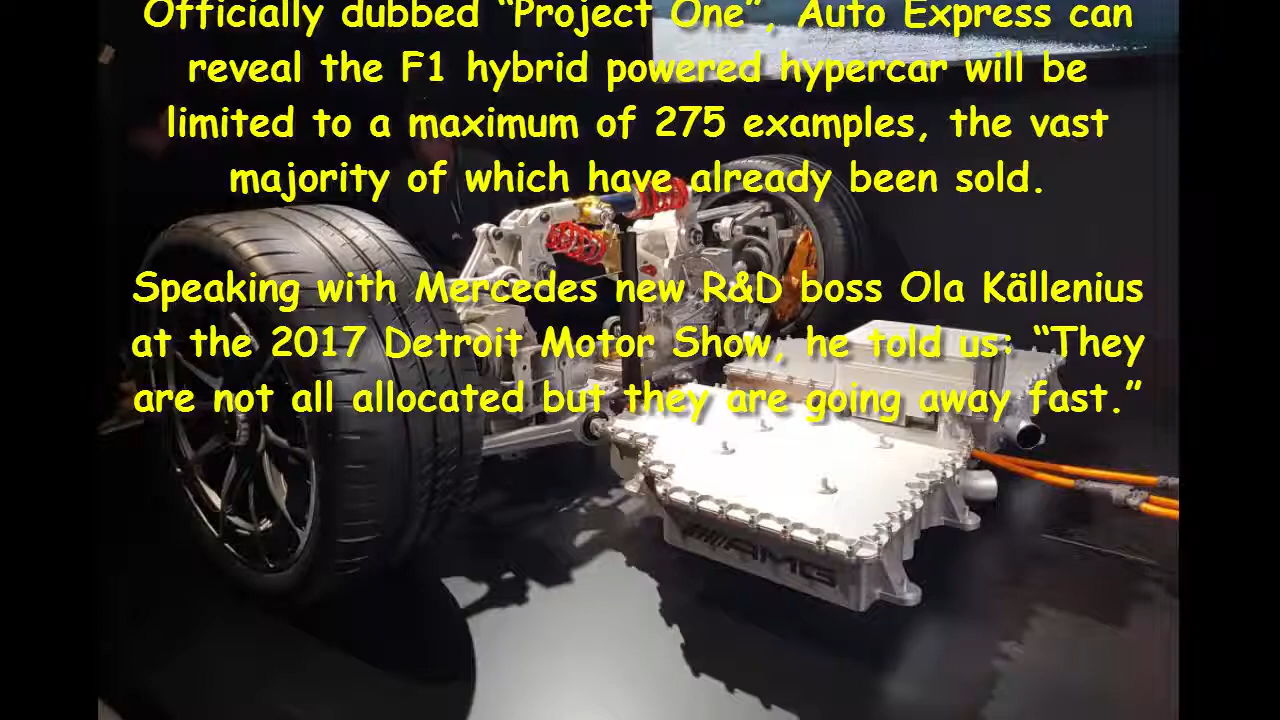 Officially dubbed “Project One”, Auto Express can
reveal the F1 hybrid powered hypercar will be
limited to a maximum of 275 examples, the vast
majority of which have already been sold.
Speaking with Mercedes new R&D boss Ola Källenius
at the 2017 Detroit Motor Show, he told us: “They
are not all allocated but they are going away fast.”
AMG